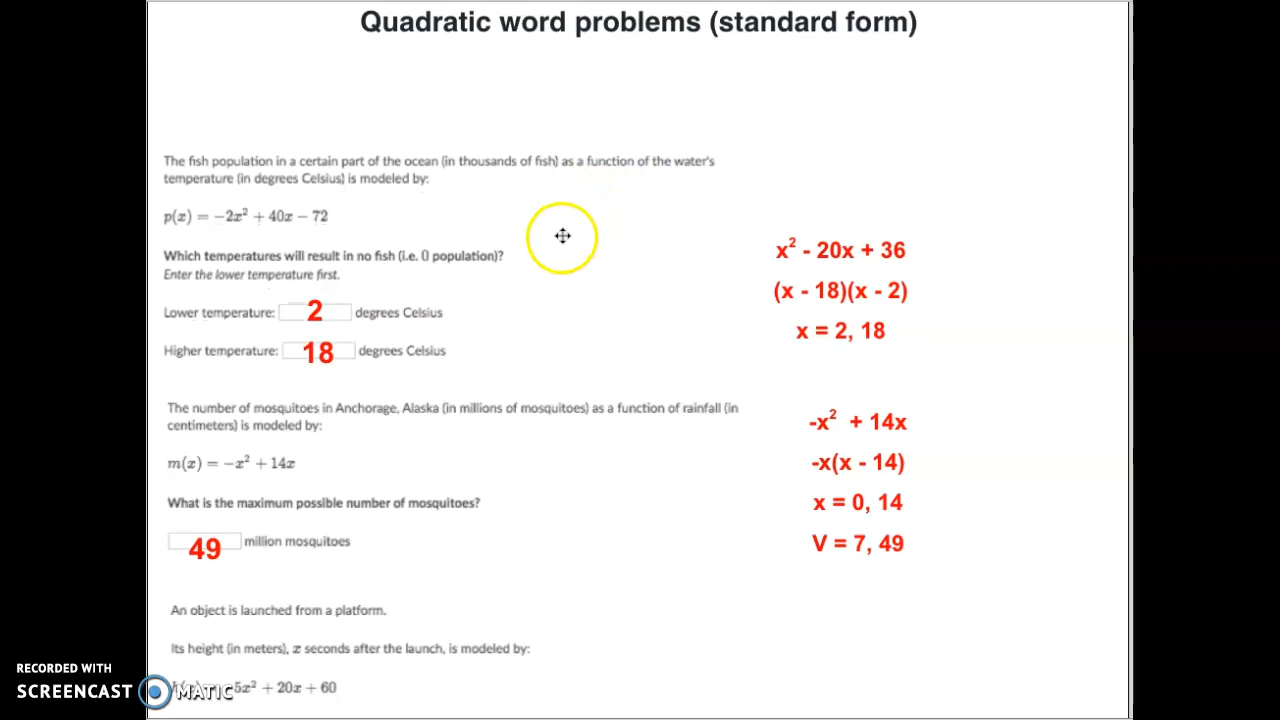 Quadratic word problems (standard form)
The fish population in a certain part of the ocean (in thousands of fish) as a function of the water's
temperature (in degrees Celsius) is modeled by:
p(x) = −2x² + 40x − 72
Which temperatures will result in no fish (i.e. 0 population)?
Enter the lower temperature first.
Lower temperature: 2 degrees Celsius
Higher temperature: 18 degrees Celsius
x² - 20x + 36
(x - 18)(x - 2)
x = 2, 18
The number of mosquitoes in Anchorage, Alaska (in millions of mosquitoes) as a function of rainfall (in
centimeters) is modeled by:
m(x) = −x² + 14x
What is the maximum possible number of mosquitoes?
49 million mosquitoes
-x² + 14x
-x(x - 14)
x = 0, 14
V = 7, 49
An object is launched from a platform.
Its height (in meters), x seconds after the launch, is modeled by:
5x² + 20x + 60
RECORDED WITH
SCREENCAST MATIC